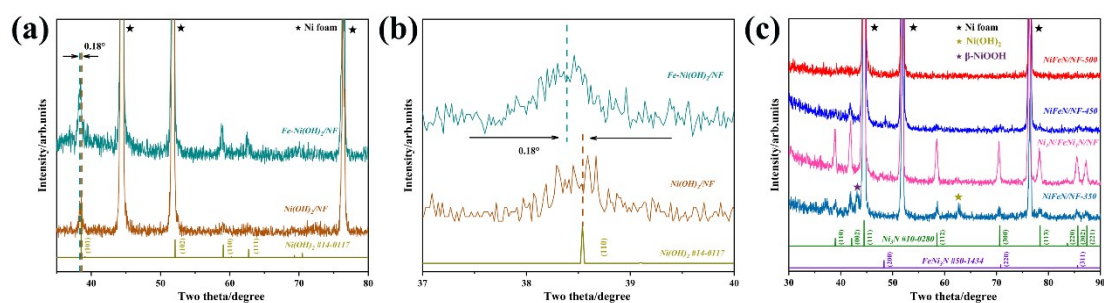 (a)
★ Ni foam
0.18°
Fe-Ni(OH)2/NF
Ni(OH)2/NF
Ni(OH)2 #14-0117
(101)
(102)
(110)
(111)
Intensity/arb.units
30 40 50 60 70 80
Two theta/degree
(b)
Fe-Ni(OH)2/NF
0.18°
Ni(OH)2/NF
(110)
Ni(OH)2 #14-0117
Intensity/arb.units
37 38 39 40
Two theta/degree
(c)
★ Ni foam
★ Ni(OH)2
★ β-NiOOH
NiFeN/NF-500
NiFeN/NF-450
Ni3N/FeNi3N/NF
NiFeN/NF-350
Ni3N #10-0280
(110)
(002)
(111)
(112)
(300)
(113)
(220)
(302)
(221)
FeNi3N #50-1434
(200)
(220)
(311)
Intensity/arb.units
30 40 50 60 70 80 90
Two theta/degree